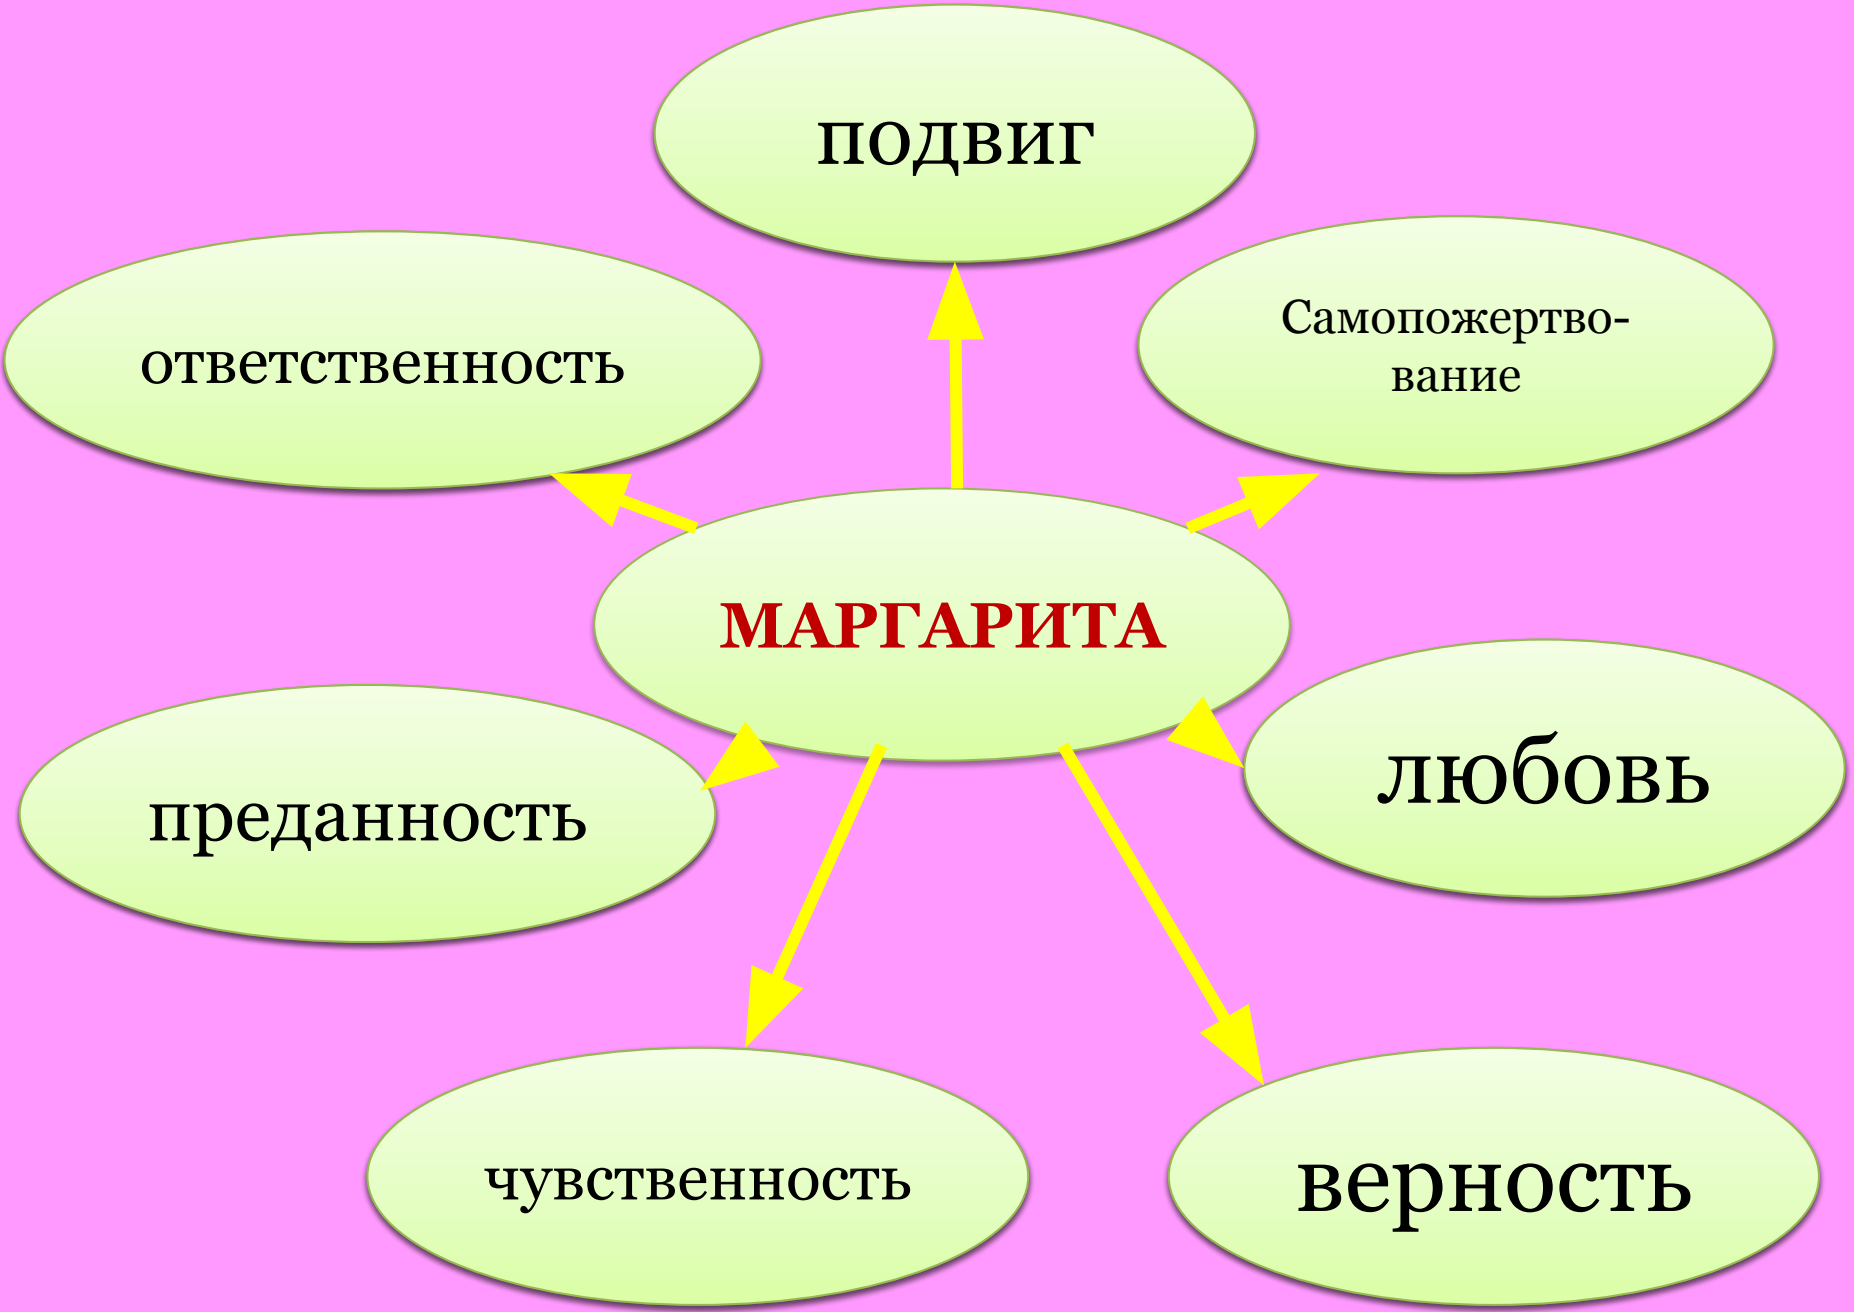 подвиг
ответственность
Самопожертво-
вание
МАРГАРИТА
любовь
преданность
чувственность
верность